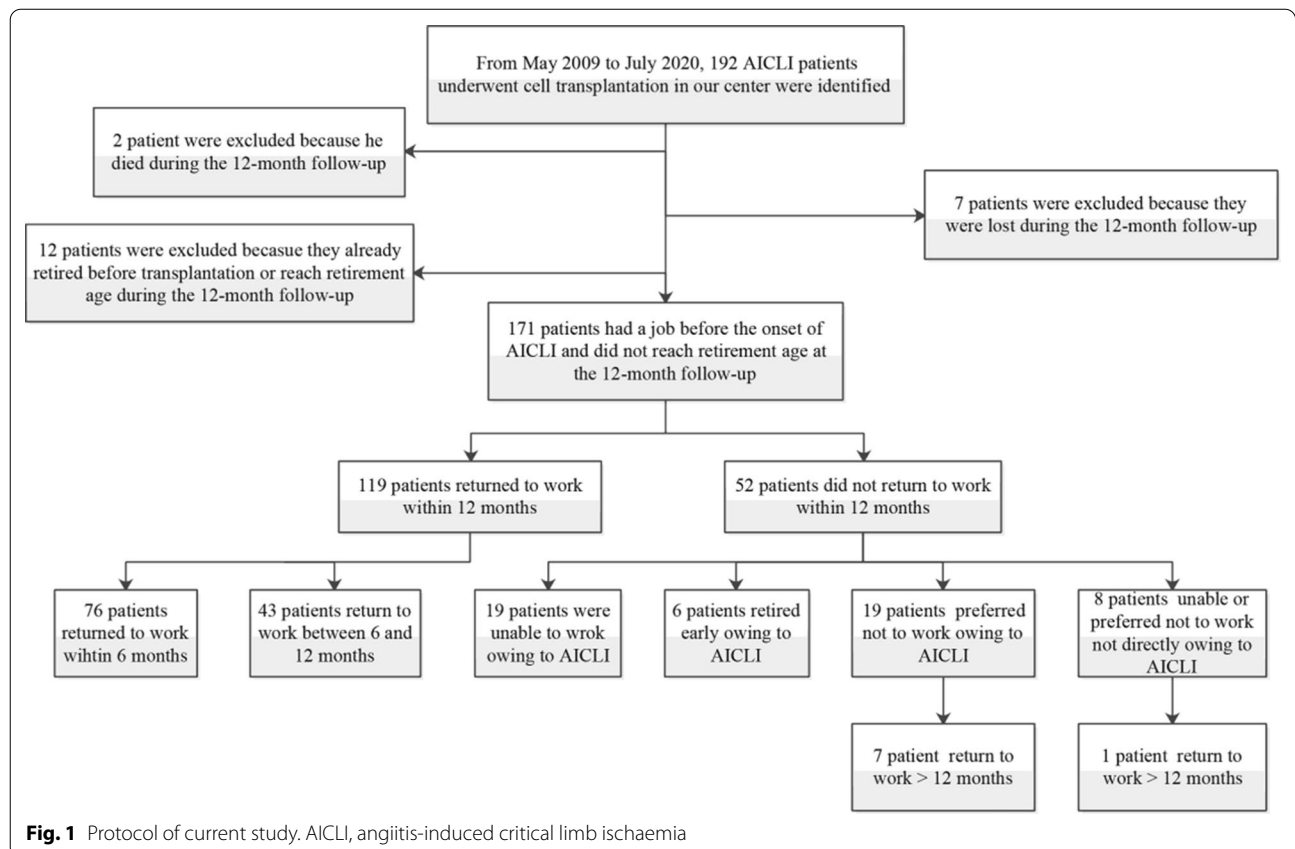 From May 2009 to July 2020, 192 AICLI patients
underwent cell transplantation in our center were identified
2 patient were excluded because he
died during the 12-month follow-up
7 patients were excluded because they
were lost during the 12-month follow-up
12 patients were excluded becasue they already
retired before transplantation or reach retirement
age during the 12-month follow-up
171 patients had a job before the onset of
AICLI and did not reach retirement age at
the 12-month follow-up
119 patients returned to work
within 12 months
52 patients did not return to work
within 12 months
76 patients
returned to work
wihtin 6 months
43 patients return to
work between 6 and
12 months
19 patients were
unable to wrok
owing to AICLI
6 patients retired
early owing to
AICLI
19 patients preferred
not to work owing to
AICLI
8 patients unable or
preferred not to work
not directly owing to
AICLI
7 patient return to
work > 12 months
1 patient return to
work > 12 months
Fig. 1 Protocol of current study. AICLI, angiitis-induced critical limb ischaemia